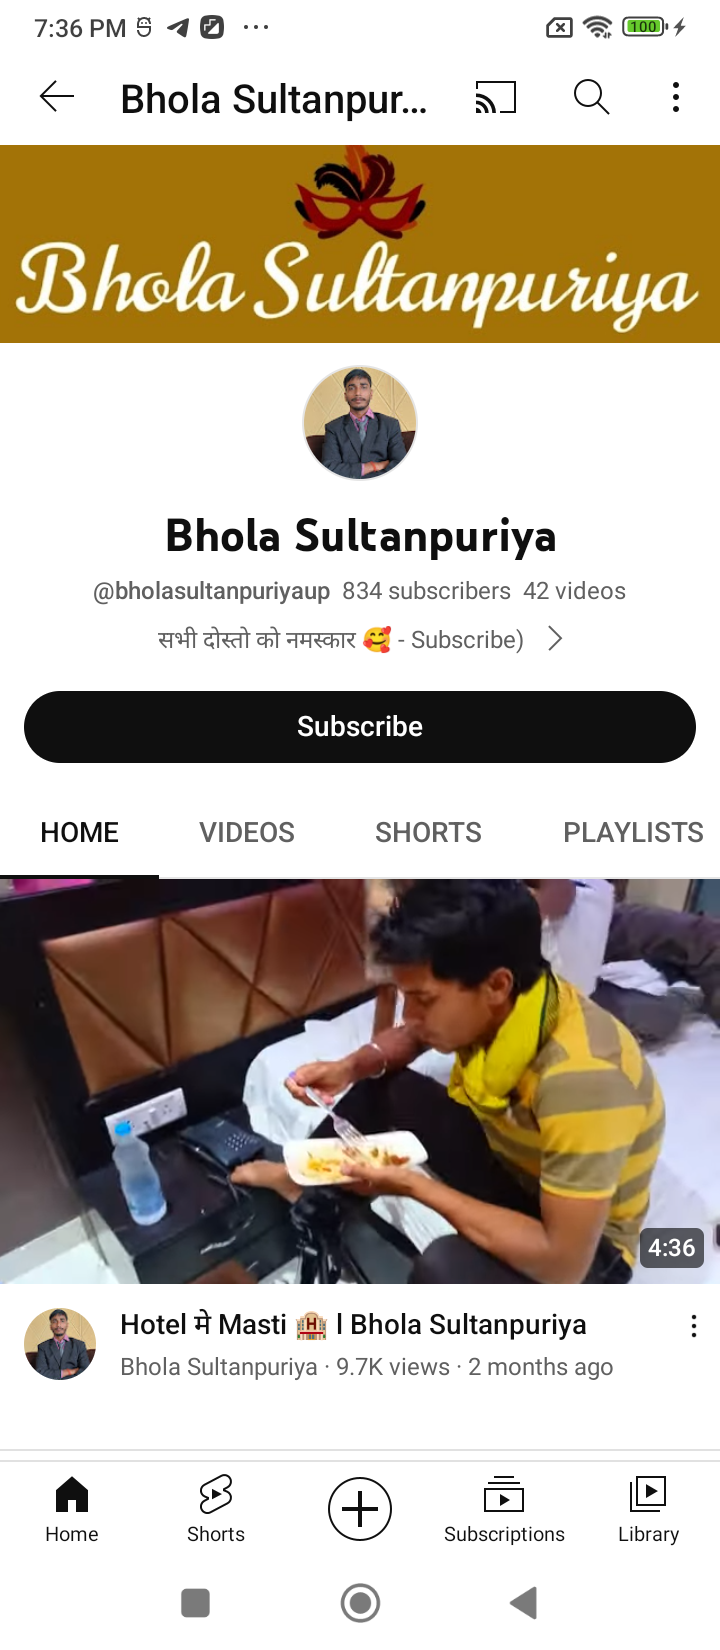 7:36 PM
100
Bhola Sultanpur...
Bhola Sultanpuriya
Bhola Sultanpuriya
@bholasultanpuriyaup 834 subscribers 42 videos
सभी दोस्तो को नमस्कार 🥰 - Subscribe)
Subscribe
HOME VIDEOS SHORTS PLAYLISTS
4:36
Hotel मे Masti 🏨 l Bhola Sultanpuriya
Bhola Sultanpuriya · 9.7K views · 2 months ago
Home Shorts Subscriptions Library